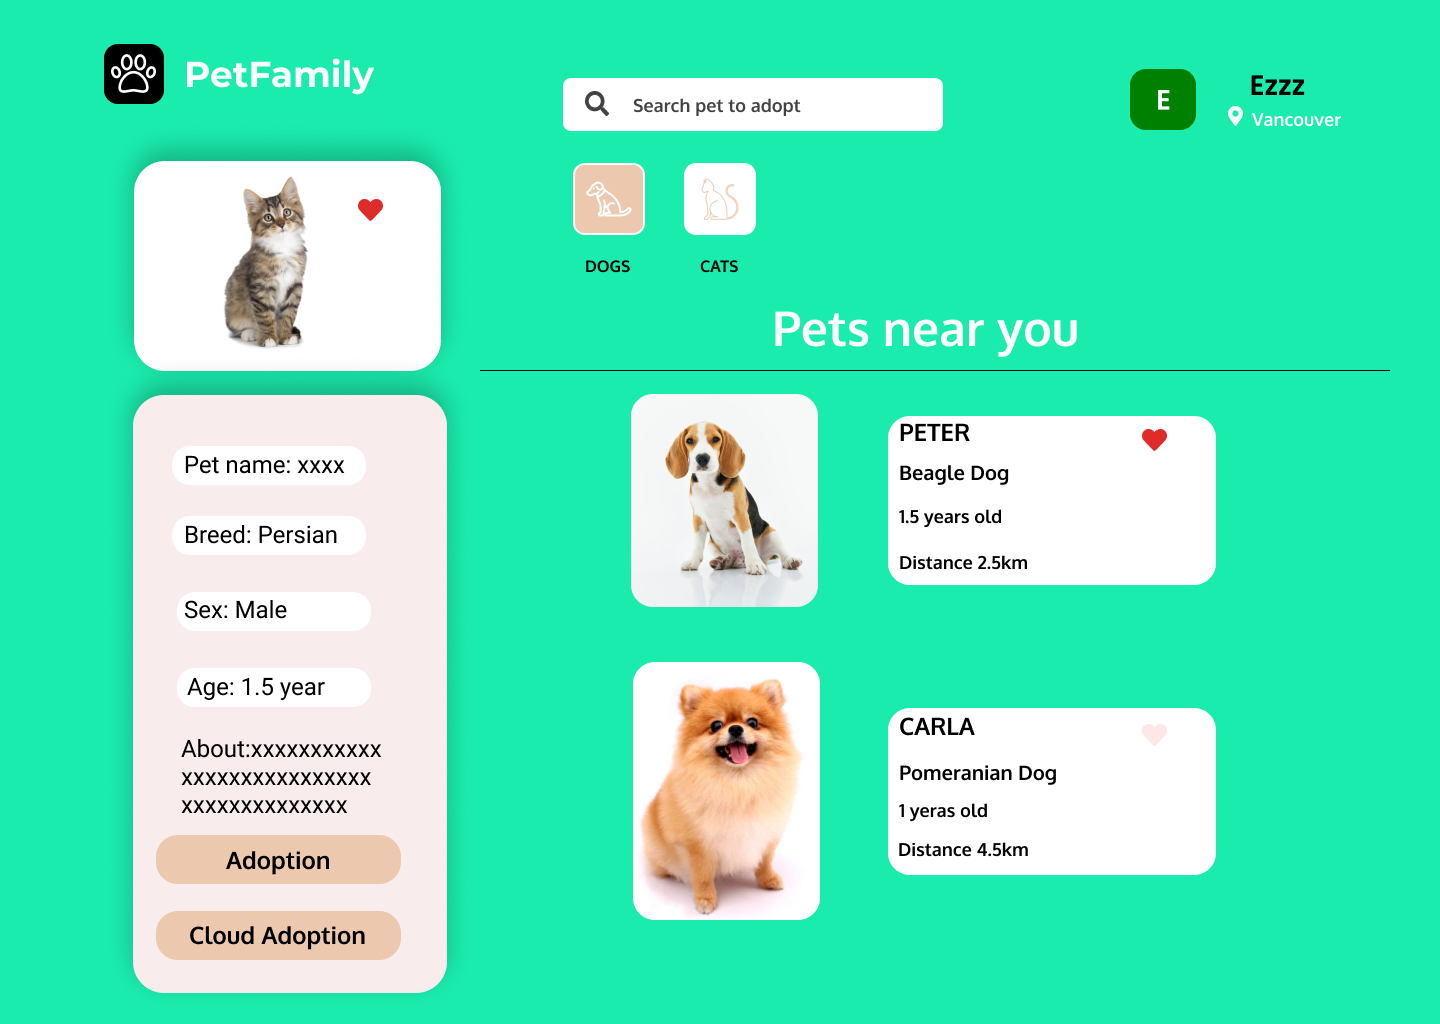 PetFamily
Search pet to adopt
E
Ezzz
Vancouver
DOGS
CATS
Pets near you
Pet name: xxxx
Breed: Persian
Sex: Male
Age: 1.5 year
About:xxxxxxxxxxx
xxxxxxxxxxxxxxxx
xxxxxxxxxxxxxx
Adoption
Cloud Adoption
PETER
Beagle Dog
1.5 years old
Distance 2.5km
CARLA
Pomeranian Dog
1 yeras old
Distance 4.5km